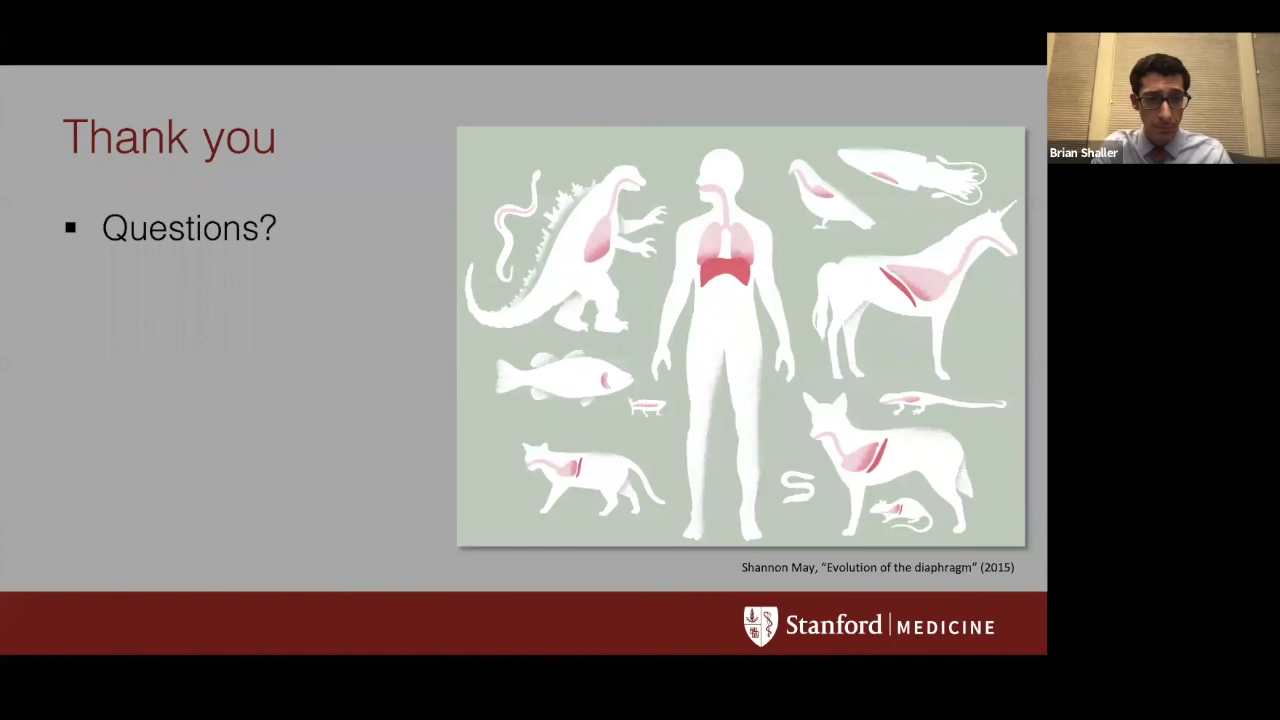 Thank you
▪ Questions?
Shannon May, “Evolution of the diaphragm” (2015)
Stanford | MEDICINE
Brian Shaller